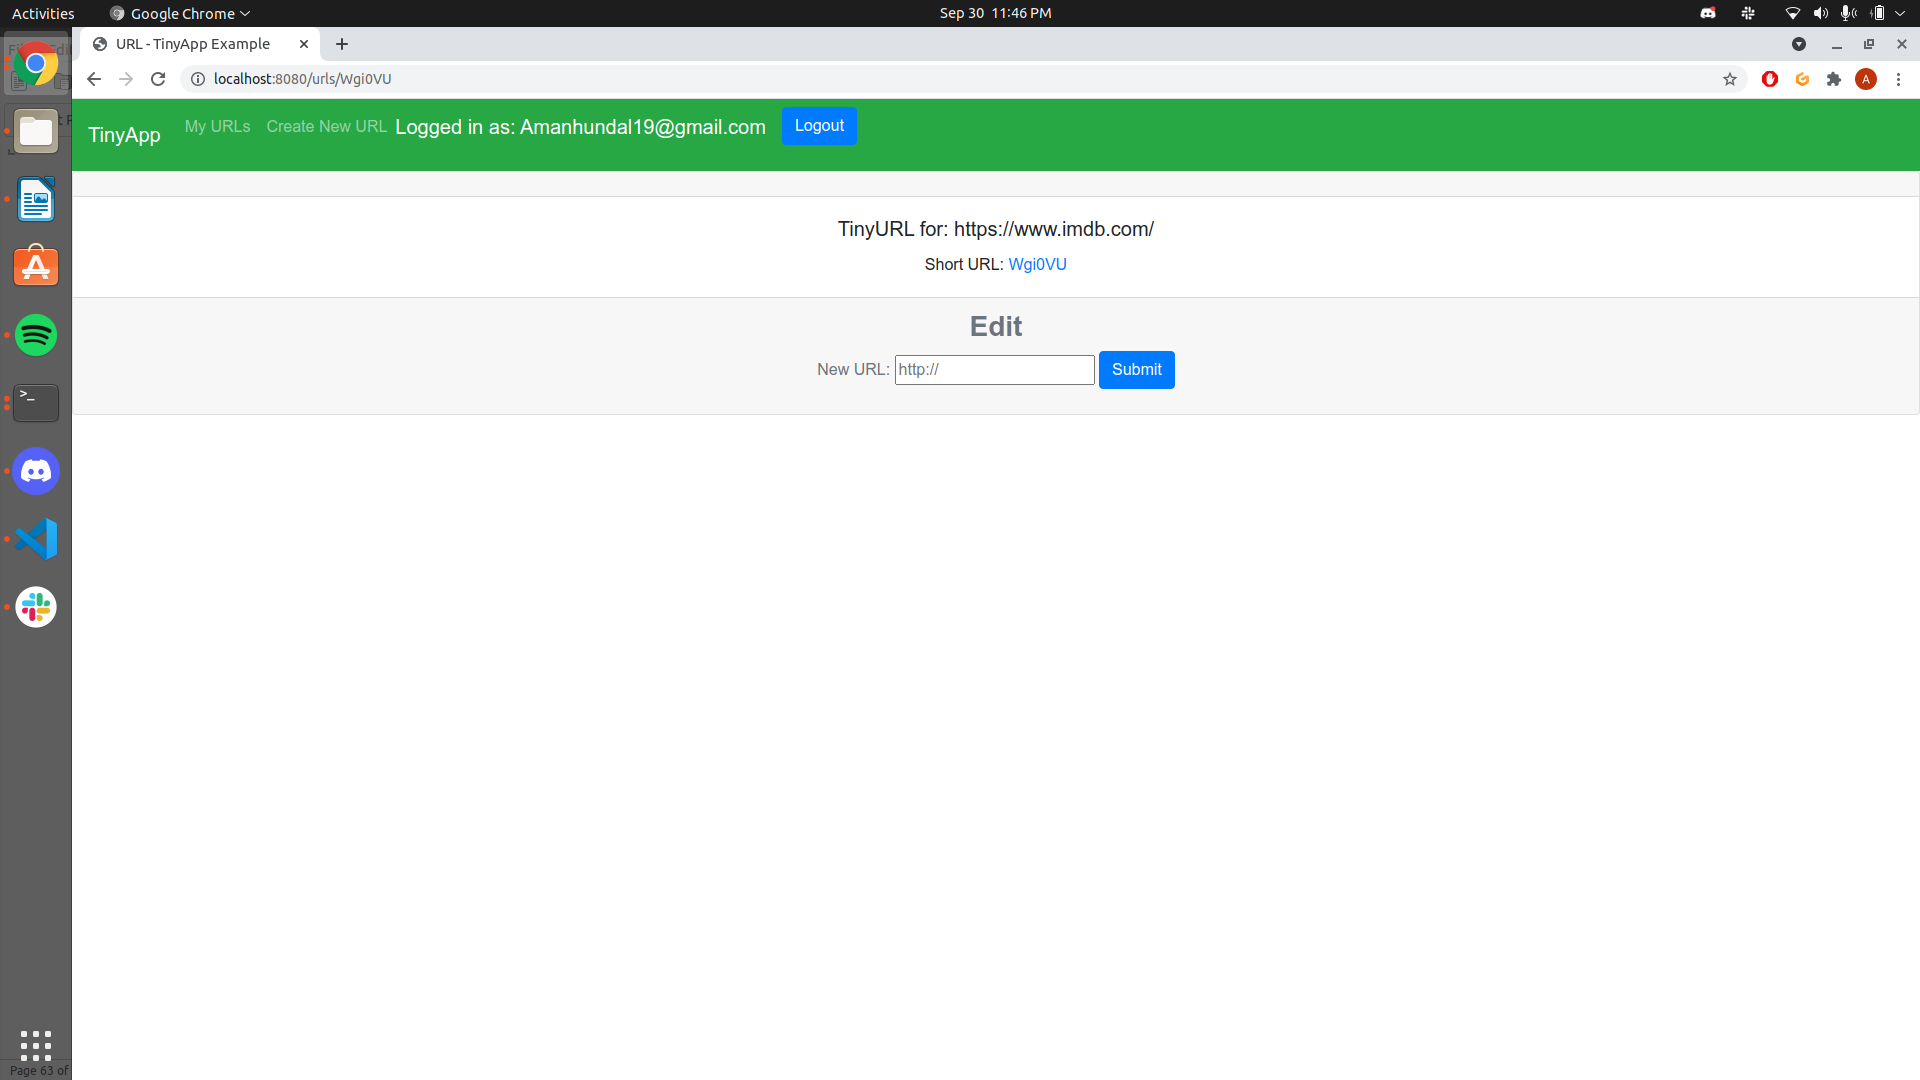 Activities
Google Chrome
Sep 30 11:46 PM
URL - TinyApp Example
localhost:8080/urls/Wgi0VU
A
TinyApp
My URLs
Create New URL
Logged in as: Amanhundal19@gmail.com
Logout
TinyURL for: https://www.imdb.com/
Short URL: Wgi0VU
Edit
New URL: http:// Submit
Page 63 of